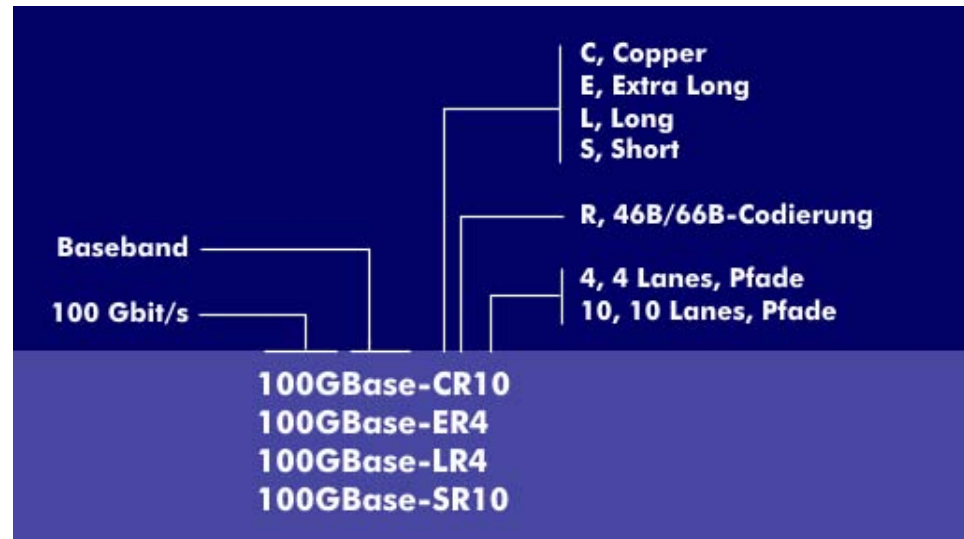 C, Copper
E, Extra Long
L, Long
S, Short
R, 46B/66B-Codierung
Baseband
4, 4 Lanes, Pfade
100 Gbit/s
10, 10 Lanes, Pfade
100GBase-CR10
100GBase-ER4
100GBase-LR4
100GBase-SR10